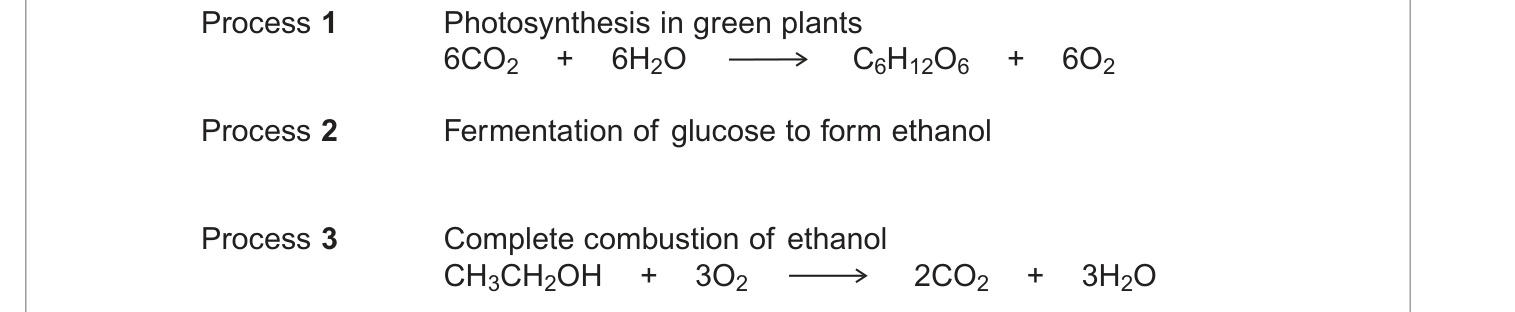 Process 1 Photosynthesis in green plants
6CO₂ + 6H₂O ⟶ C₆H₁₂O₆ + 6O₂
Process 2 Fermentation of glucose to form ethanol
Process 3 Complete combustion of ethanol
CH₃CH₂OH + 3O₂ ⟶ 2CO₂ + 3H₂O